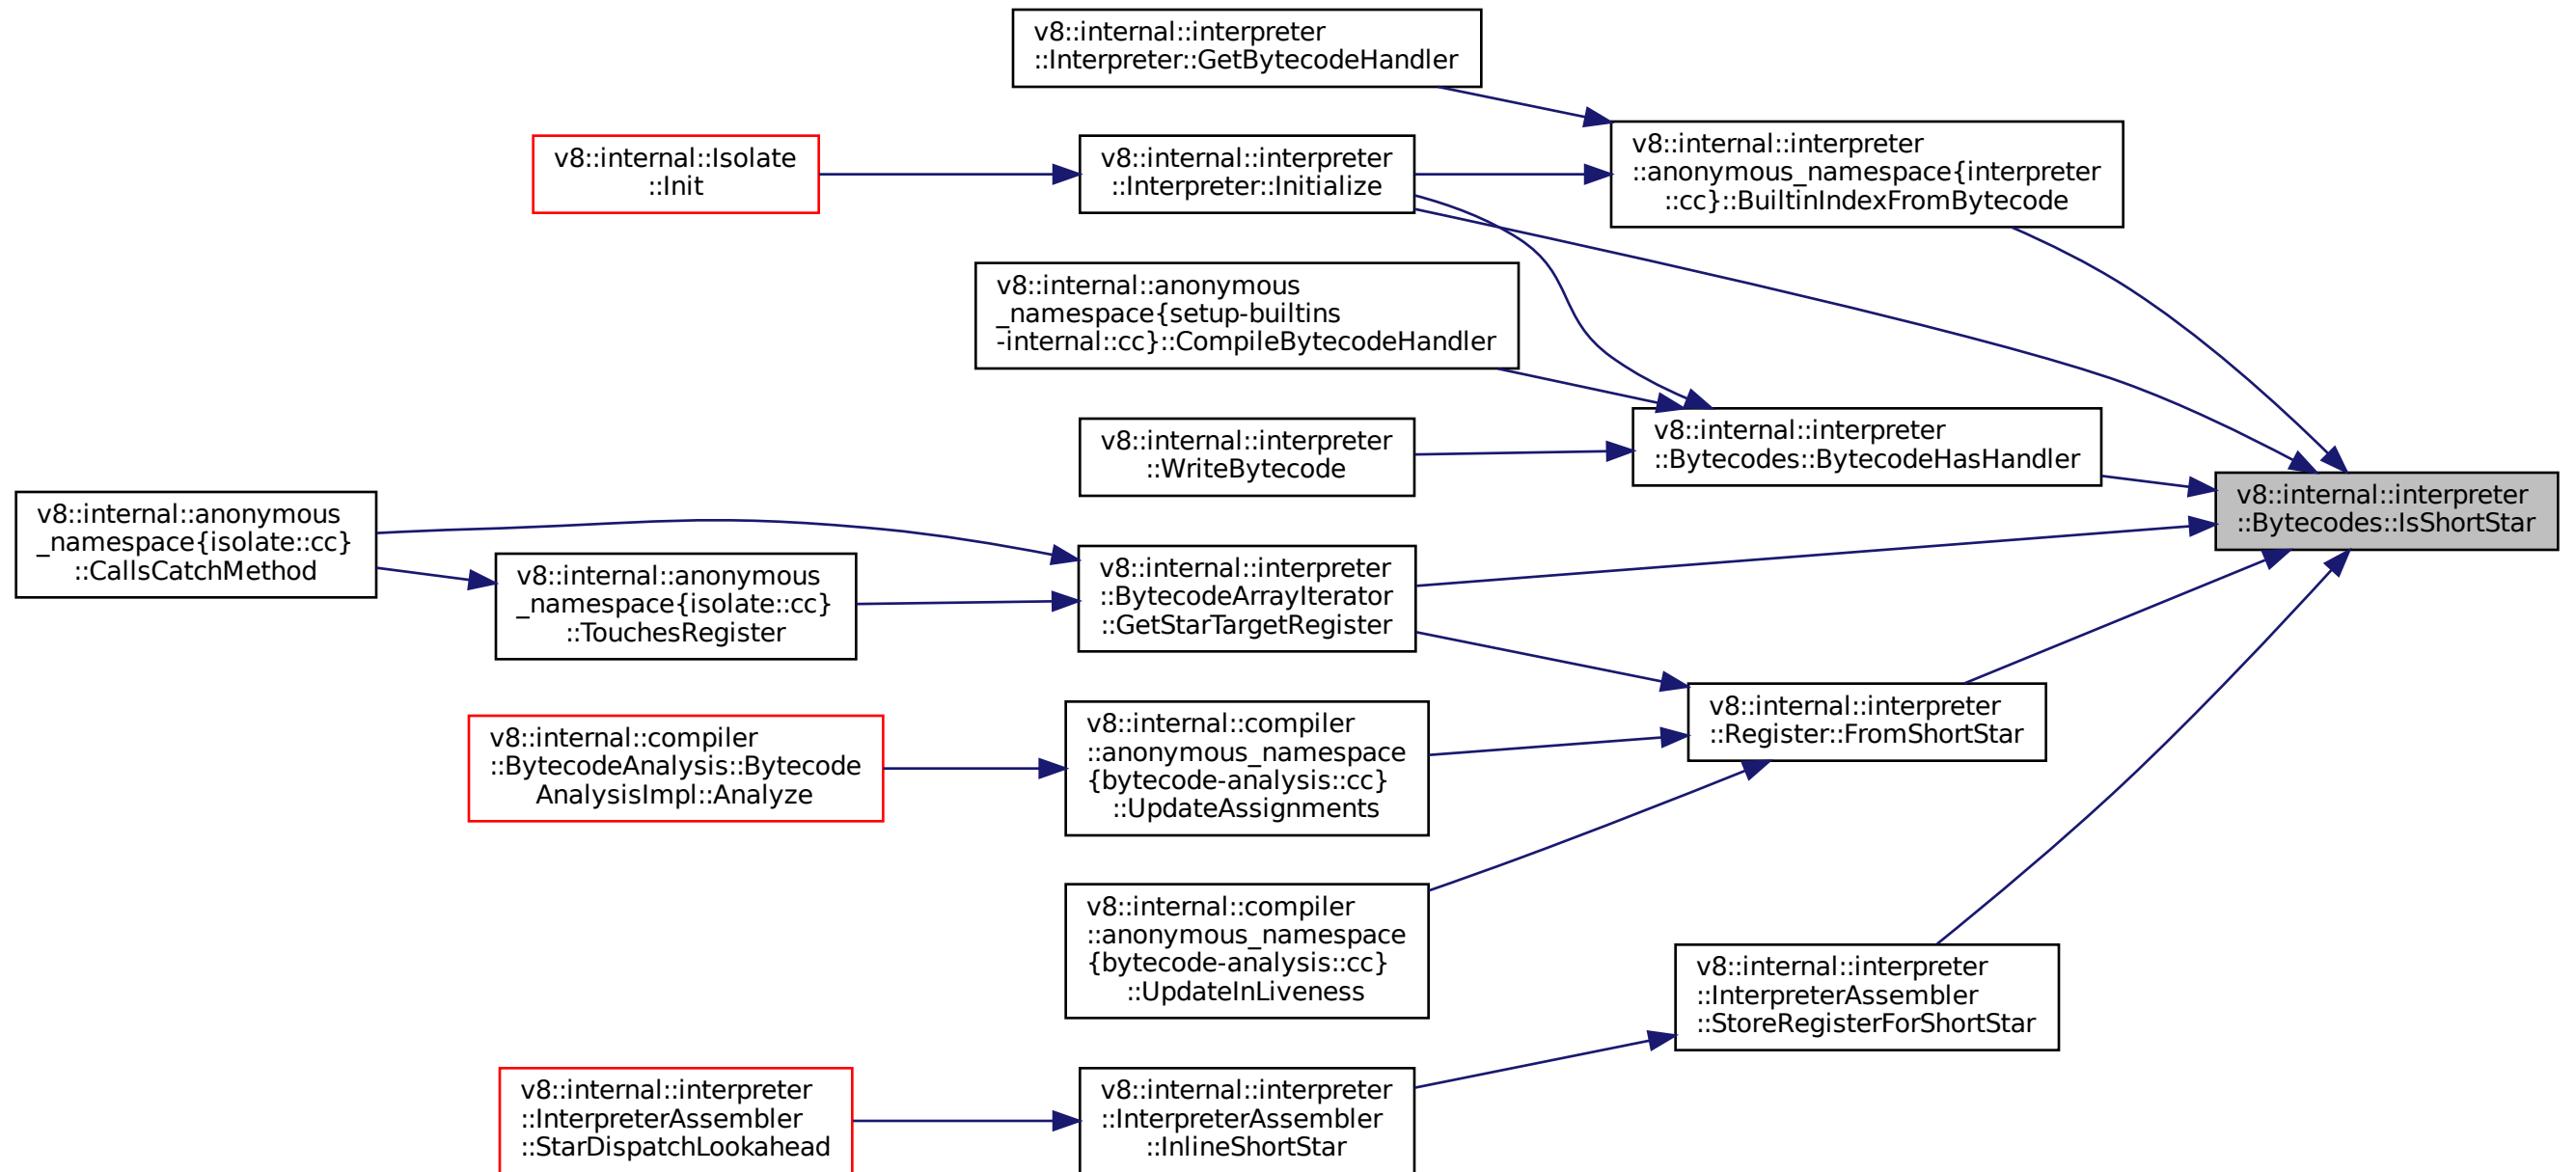 v8::internal::interpreter
::Interpreter::GetBytecodeHandler
v8::internal::interpreter
::anonymous_namespace{interpreter
::cc}::BuiltinIndexFromBytecode
v8::internal::Isolate
::Init
v8::internal::interpreter
::Interpreter::Initialize
v8::internal::anonymous
_namespace{setup-builtins
-internal::cc}::CompileBytecodeHandler
v8::internal::interpreter
::WriteBytecode
v8::internal::interpreter
::Bytecodes::BytecodeHasHandler
v8::internal::interpreter
::Bytecodes::IsShortStar
v8::internal::anonymous
_namespace{isolate::cc}
::CallsCatchMethod
v8::internal::anonymous
_namespace{isolate::cc}
::TouchesRegister
v8::internal::interpreter
::BytecodeArrayIterator
::GetStarTargetRegister
v8::internal::interpreter
::Register::FromShortStar
v8::internal::compiler
::BytecodeAnalysis::Bytecode
AnalysisImpl::Analyze
v8::internal::compiler
::anonymous_namespace
{bytecode-analysis::cc}
::UpdateAssignments
v8::internal::compiler
::anonymous_namespace
{bytecode-analysis::cc}
::UpdateInLiveness
v8::internal::interpreter
::InterpreterAssembler
::StoreRegisterForShortStar
v8::internal::interpreter
::InterpreterAssembler
::StarDispatchLookahead
v8::internal::interpreter
::InterpreterAssembler
::InlineShortStar